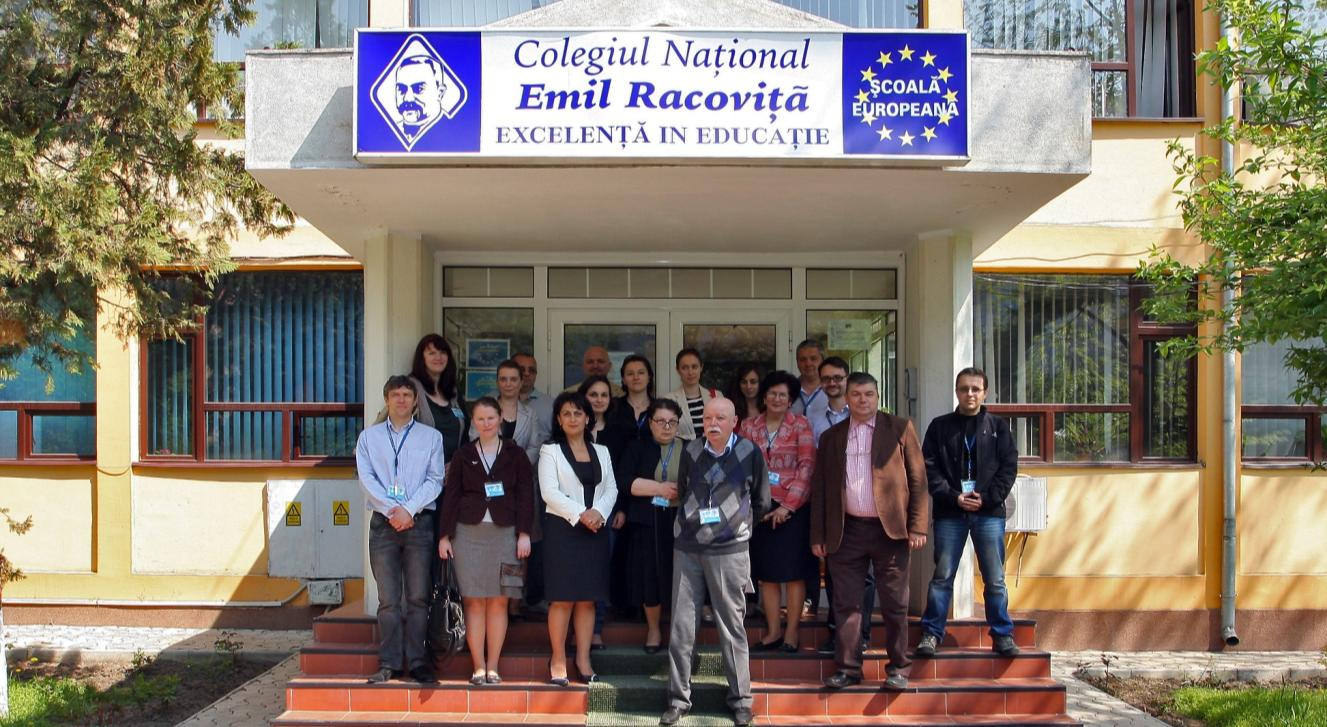 Colegiul Național
Emil Racoviță
EXCELENȚĂ IN EDUCAȚIE
ȘCOALĂ
EUROPEANĂ